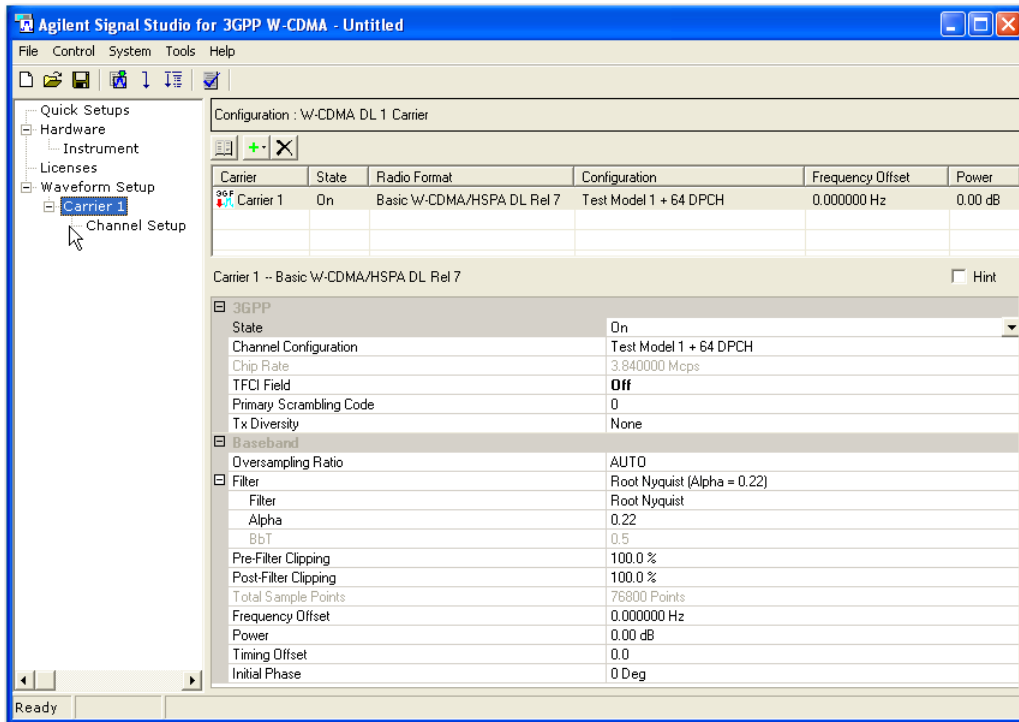 Agilent Signal Studio for 3GPP W-CDMA - Untitled
File Control System Tools Help
Quick Setups
Hardware
Instrument
Licenses
Waveform Setup
Carrier 1
Channel Setup
Configuration : W-CDMA DL 1 Carrier
Carrier State Radio Format Configuration Frequency Offset Power
Carrier 1 On Basic W-CDMA/HSPA DL Rel 7 Test Model 1 + 64 DPCH 0.000000 Hz 0.00 dB
Carrier 1 -- Basic W-CDMA/HSPA DL Rel 7 Hint
3GPP
State On
Channel Configuration Test Model 1 + 64 DPCH
Chip Rate 3.840000 Mcps
TFCI Field Off
Primary Scrambling Code 0
Tx Diversity None
Baseband
Oversampling Ratio AUTO
Filter Root Nyquist (Alpha = 0.22)
Filter Root Nyquist
Alpha 0.22
BbT 0.5
Pre-Filter Clipping 100.0 %
Post-Filter Clipping 100.0 %
Total Sample Points 76800 Points
Frequency Offset 0.000000 Hz
Power 0.00 dB
Timing Offset 0.0
Initial Phase 0 Deg
Ready